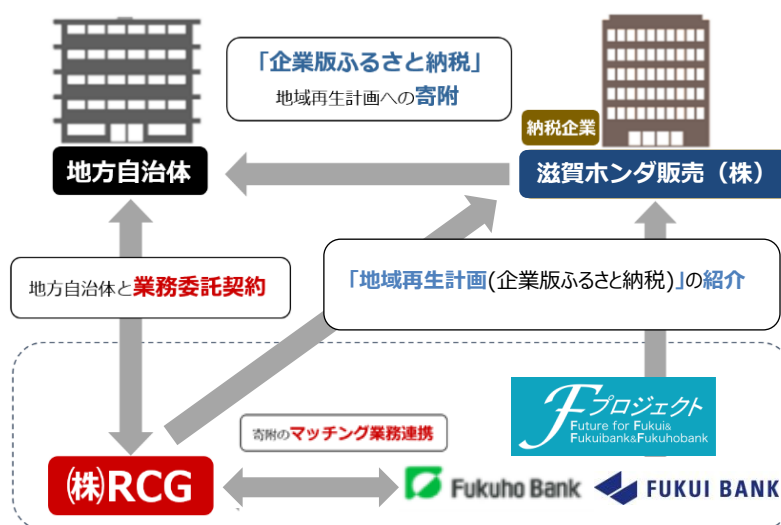 「企業版ふるさと納税」
地域再生計画への寄附
納税企業
地方自治体
滋賀ホンダ販売（株）
地方自治体と業務委託契約
「地域再生計画(企業版ふるさと納税)」の紹介
Fプロジェクト
Future for Fukui&
Fukuibank&Fukuhobank
寄附のマッチング業務連携
㈱RCG
Fukuho Bank
FUKUI BANK